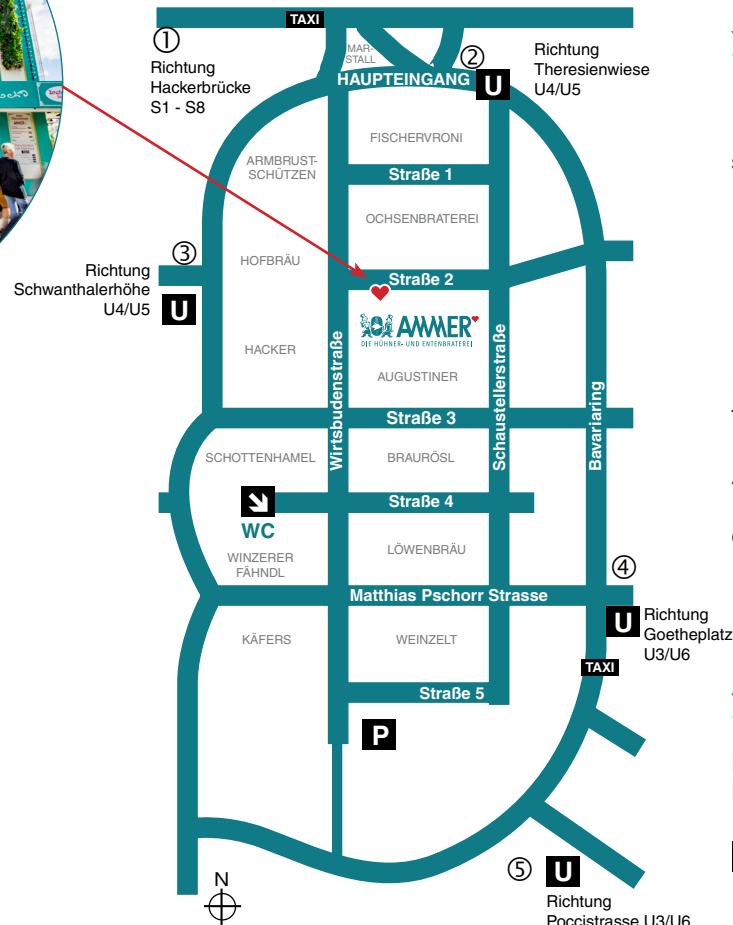 TAXI
①
Richtung
Hackerbrücke
S1 - S8
MAR-
STALL
②
HAUPTEINGANG
U
Richtung
Theresienwiese
U4/U5
FISCHERVRONI
ARMBRUST-
SCHÜTZEN
Straße 1
OCHSENBRATEREI
③
HOFBRÄU
Richtung
Schwanthalerhöhe
U4/U5
U
Straße 2
AMMER
DIE HÜHNER- UND ENTENBRATEREI
HACKER
AUGUSTINER
Wirtsbudenstraße
Schaustellerstraße
Bavariaring
Straße 3
SCHOTTENHAMEL
BRAURÖSL
Straße 4
WC
WINZERER
FÄHNDL
LÖWENBRÄU
④
Matthias Pschorr Strasse
U
Richtung
Goetheplatz
U3/U6
KÄFERS
WEINZELT
TAXI
Straße 5
P
⑤
U
Richtung
Poccistrasse U3/U6
N